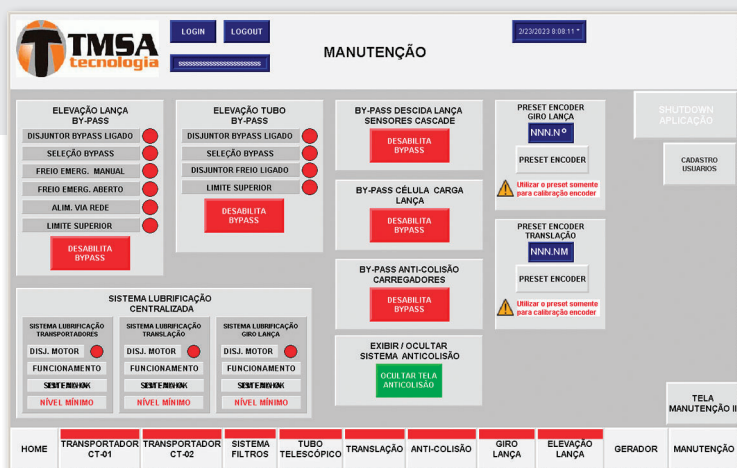 TMSA
tecnologia
LOGIN
LOGOUT
SSSSSSSSSSSSSSSSSSSSSSSS
MANUTENÇÃO
2/23/2023 8:08:11
ELEVAÇÃO LANÇA
BY-PASS
DISJUNTOR BYPASS LIGADO
SELEÇÃO BYPASS
FREIO EMERG. MANUAL
FREIO EMERG. ABERTO
ALIM. VIA REDE
LIMITE SUPERIOR
DESABILITA
BYPASS
ELEVAÇÃO TUBO
BY-PASS
DISJUNTOR BYPASS LIGADO
SELEÇÃO BYPASS
DISJUNTOR FREIO LIGADO
LIMITE SUPERIOR
DESABILITA
BYPASS
BY-PASS DESCIDA LANÇA
SENSORES CASCADE
DESABILITA
BYPASS
BY-PASS CÉLULA CARGA
LANÇA
DESABILITA
BYPASS
BY-PASS ANTI-COLISÃO
CARREGADORES
DESABILITA
BYPASS
EXIBIR / OCULTAR
SISTEMA ANTICOLISÃO
OCULTAR TELA
ANTICOLISÃO
PRESET ENCODER
GIRO LANÇA
NNN.Nº
PRESET ENCODER
Utilizar o preset somente
para calibração encoder
PRESET ENCODER
TRANSLAÇÃO
NNN.NM
PRESET ENCODER
Utilizar o preset somente
para calibração encoder
SHUTDOWN
APLICAÇÃO
CADASTRO
USUARIOS
SISTEMA LUBRIFICAÇÃO
CENTRALIZADA
SISTEMA LUBRIFICAÇÃO
TRANSPORTADORES
DISJ. MOTOR
FUNCIONAMENTO
NÍVEL MÍNIMO
SISTEMA LUBRIFICAÇÃO
TRANSLAÇÃO
DISJ. MOTOR
FUNCIONAMENTO
NÍVEL MÍNIMO
SISTEMA LUBRIFICAÇÃO
GIRO LANÇA
DISJ. MOTOR
FUNCIONAMENTO
NÍVEL MÍNIMO
TELA
MANUTENÇÃO II
HOME
TRANSPORTADOR
CT-01
TRANSPORTADOR
CT-02
SISTEMA
FILTROS
TUBO
TELESCÓPICO
TRANSLAÇÃO
ANTI-COLISÃO
GIRO
LANÇA
ELEVAÇÃO
LANÇA
GERADOR
MANUTENÇÃO